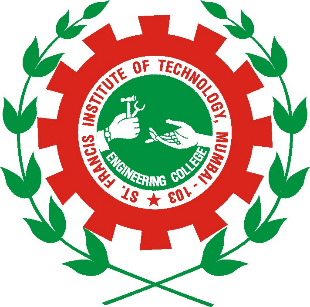 ST. FRANCIS INSTITUTE OF TECHNOLOGY, MUMBAI - 103
ENGINEERING COLLEGE